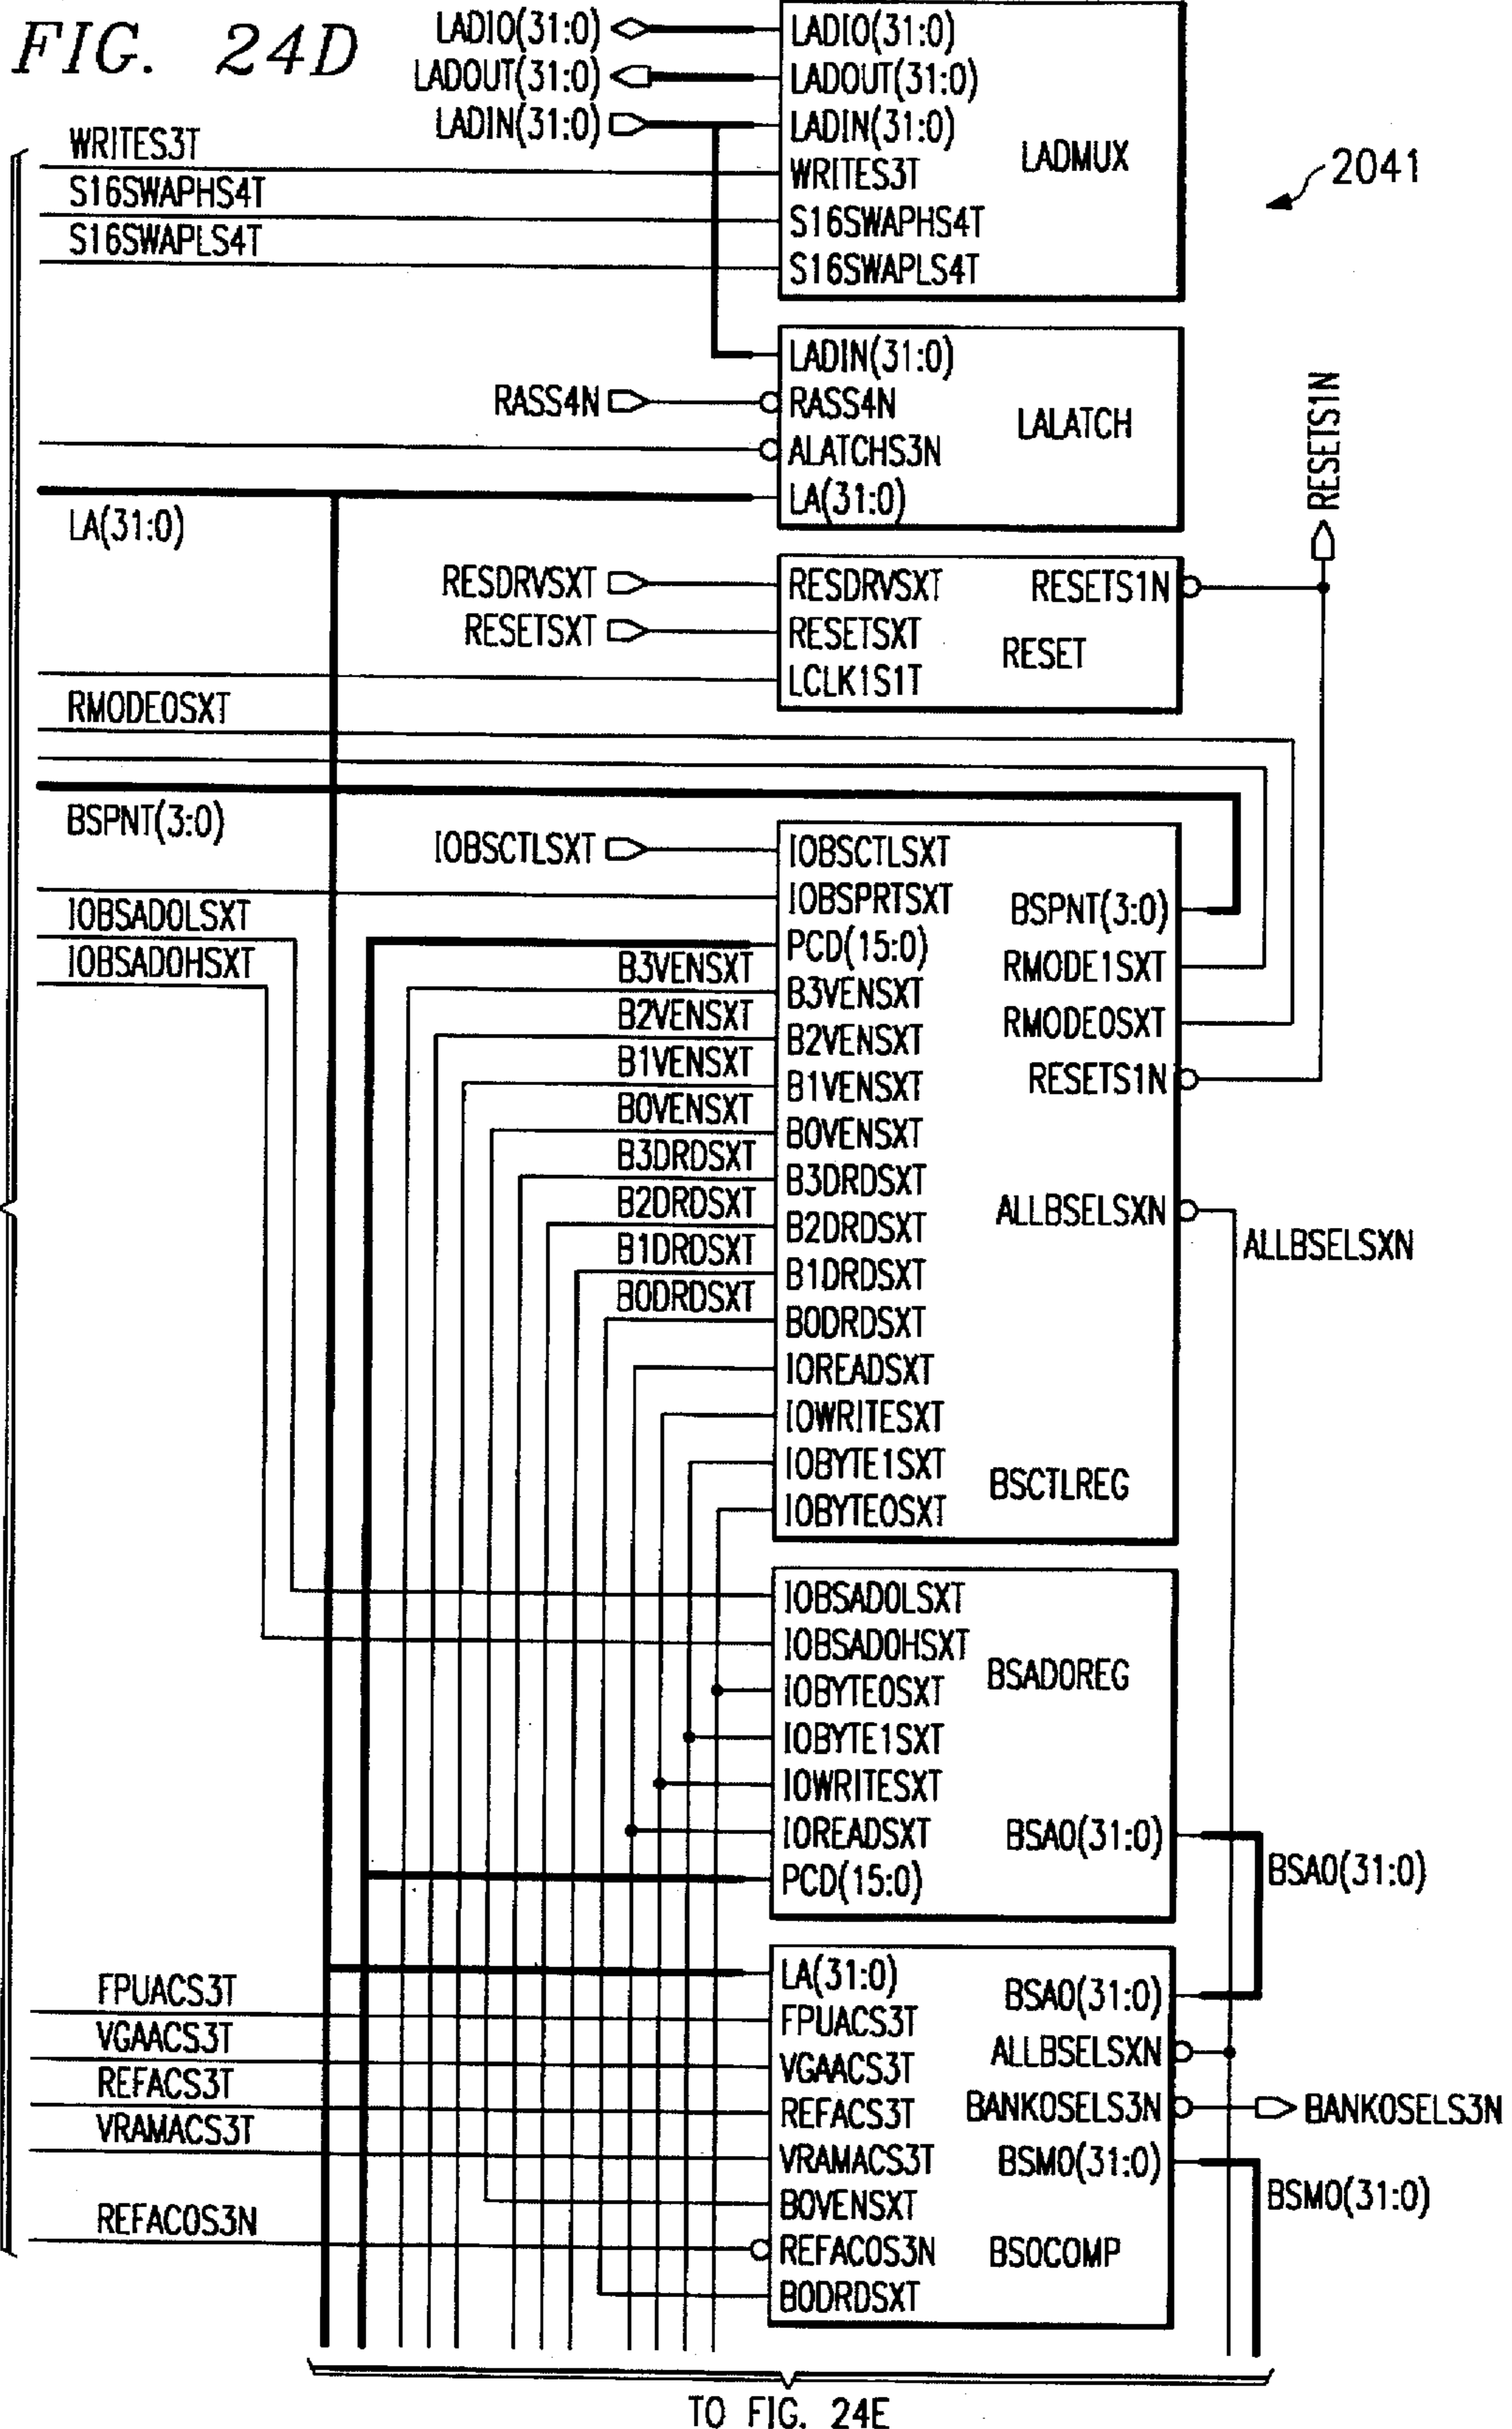 FIG. 24D
LADIO(31:0)
LADOUT(31:0)
LADIN(31:0)
LADIO(31:0)
LADOUT(31:0)
LADIN(31:0)
WRITES3T
S16SWAPHS4T
S16SWAPLS4T
LADMUX
2041
WRITES3T
S16SWAPHS4T
S16SWAPLS4T
LADIN(31:0)
RASS4N
RASS4N
ALATCHS3N
LA(31:0)
LALATCH
LA(31:0)
RESETS1N
RESDRVSXT
RESETSXT
RESDRVSXT
RESETSXT
LCLK1S1T
RESETS1N
RESET
RMODE0SXT
BSPNT(3:0)
IOBSCTLSXT
IOBSADOLSXT
IOBSADOHSXT
IOBSCTLSXT
IOBSPRTSXT
PCD(15:0)
B3VENSXT
B2VENSXT
B1VENSXT
B0VENSXT
B3DRDSXT
B2DRDSXT
B1DRDSXT
B0DRDSXT
IOREADSXT
IOWRITESXT
IOBYTE1SXT
IOBYTE0SXT
B3VENSXT
B2VENSXT
B1VENSXT
B0VENSXT
B3DRDSXT
B2DRDSXT
B1DRDSXT
B0DRDSXT
BSPNT(3:0)
RMODE1SXT
RMODE0SXT
RESETS1N
ALLBSELSXN
BSCTLREG
ALLBSELSXN
IOBSADOLSXT
IOBSADOHSXT
IOBYTE0SXT
IOBYTE1SXT
IOWRITESXT
IOREADSXT
PCD(15:0)
BSADOREG
BSA0(31:0)
BSA0(31:0)
FPUACS3T
VGAACS3T
REFACS3T
VRAMACS3T
REFACOS3N
LA(31:0)
FPUACS3T
VGAACS3T
REFACS3T
VRAMACS3T
B0VENSXT
REFACOS3N
B0DRDSXT
BSA0(31:0)
ALLBSELSXN
BANK0SELS3N
BSM0(31:0)
BS0COMP
BANK0SELS3N
BSM0(31:0)
TO FIG. 24E